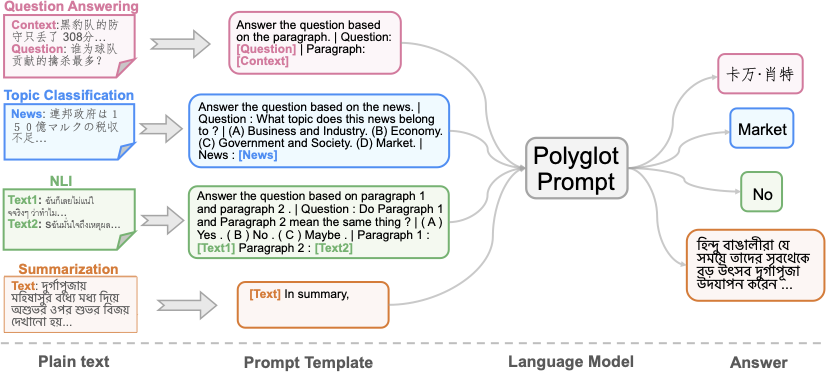 Question Answering
Context:黑豹队的防
守只丢了 308分...
Question: 谁为球队
贡献的擒杀最多?
Answer the question based
on the paragraph. | Question:
[Question] | Paragraph:
[Context]
Topic Classification
News: 連邦政府は１
５０億マルクの税収
不足...
Answer the question based on the news. |
Question : What topic does this news belong
to ? | (A) Business and Industry. (B) Economy.
(C) Government and Society. (D) Market. |
News : [News]
NLI
Text1: ฉันก็เลยไม่แน่ใ
จจริงๆ ว่าทำไม...
Text2: รฉันมั่นใจถึงเหตุผล...
Answer the question based on paragraph 1
and paragraph 2 . | Question : Do Paragraph 1
and Paragraph 2 mean the same thing ? | ( A )
Yes . ( B ) No . ( C ) Maybe . | Paragraph 1 :
[Text1] Paragraph 2 : [Text2]
Summarization
Text: দুর্গাপূজায়
মহিষাসুর বধ্যে মধ্য দিয়ে
অশুভর ওপর শুভর বিজয়
দেখানো হয়...
[Text] In summary,
Polyglot
Prompt
卡万·肖特
Market
No
হিন্দু বাঙালীরা যে
সময়ে তাদের সবথেকে
বড় উৎসব দুর্গাপূজা
উদযাপন করেন ...
Plain text
Prompt Template
Language Model
Answer